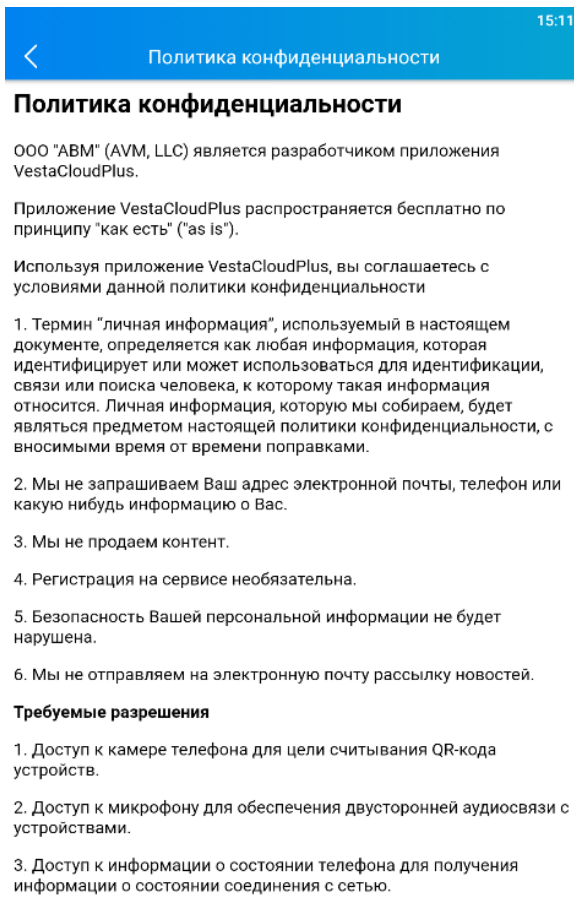 15:11
Политика конфиденциальности
Политика конфиденциальности
ООО "АВМ" (AVM, LLC) является разработчиком приложения
VestaCloudPlus.
Приложение VestaCloudPlus распространяется бесплатно по
принципу "как есть" ("as is").
Используя приложение VestaCloudPlus, вы соглашаетесь с
условиями данной политики конфиденциальности
1. Термин “личная информация”, используемый в настоящем
документе, определяется как любая информация, которая
идентифицирует или может использоваться для идентификации,
связи или поиска человека, к которому такая информация
относится. Личная информация, которую мы собираем, будет
являться предметом настоящей политики конфиденциальности, с
вносимыми время от времени поправками.
2. Мы не запрашиваем Ваш адрес электронной почты, телефон или
какую нибудь информацию о Вас.
3. Мы не продаем контент.
4. Регистрация на сервисе необязательна.
5. Безопасность Вашей персональной информации не будет
нарушена.
6. Мы не отправляем на электронную почту рассылку новостей.
Требуемые разрешения
1. Доступ к камере телефона для цели считывания QR-кода
устройств.
2. Доступ к микрофону для обеспечения двусторонней аудиосвязи с
устройствами.
3. Доступ к информации о состоянии телефона для получения
информации о состоянии соединения с сетью.